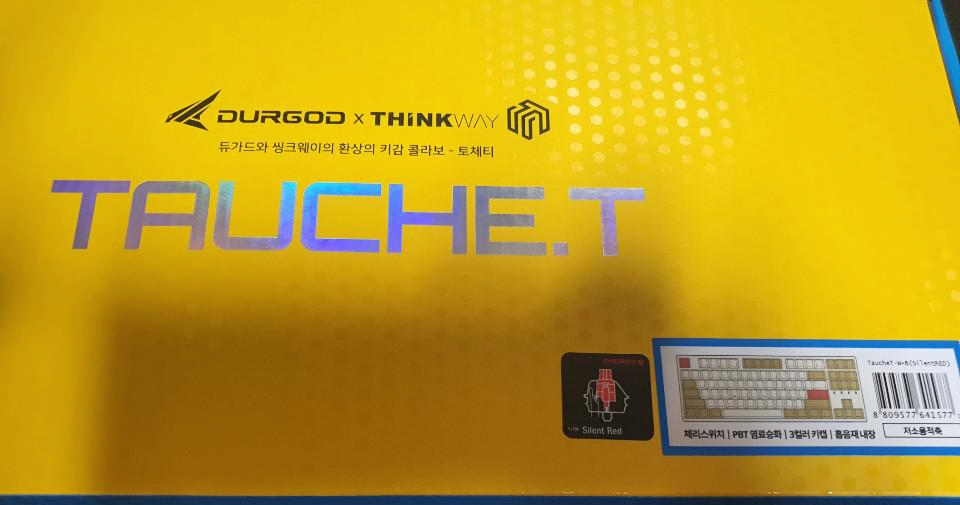 DURGOD x THiNKWAY
듀가드와 씽크웨이의 환상의 키감 콜라보 - 토체티
TAUCHE.T
CHERRY
Silent Red
TaucheT-W+B(SilentRED)
8 809577 641577 >
체리스위치 | PBT 염료승화 | 3컬러 키캡 | 흡음재 내장
저소음적축